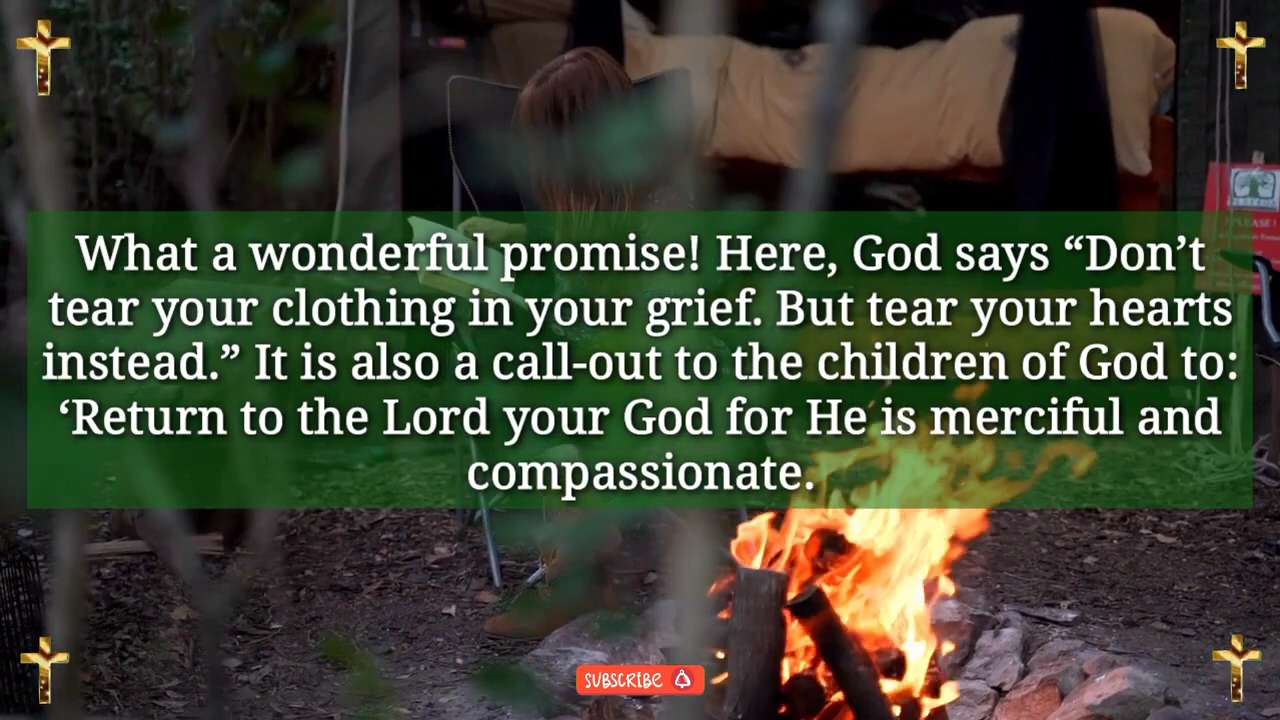 What a wonderful promise! Here, God says “Don’t
tear your clothing in your grief. But tear your hearts
instead.” It is also a call-out to the children of God to:
‘Return to the Lord your God for He is merciful and
compassionate.
PLEASE!
SUBSCRIBE